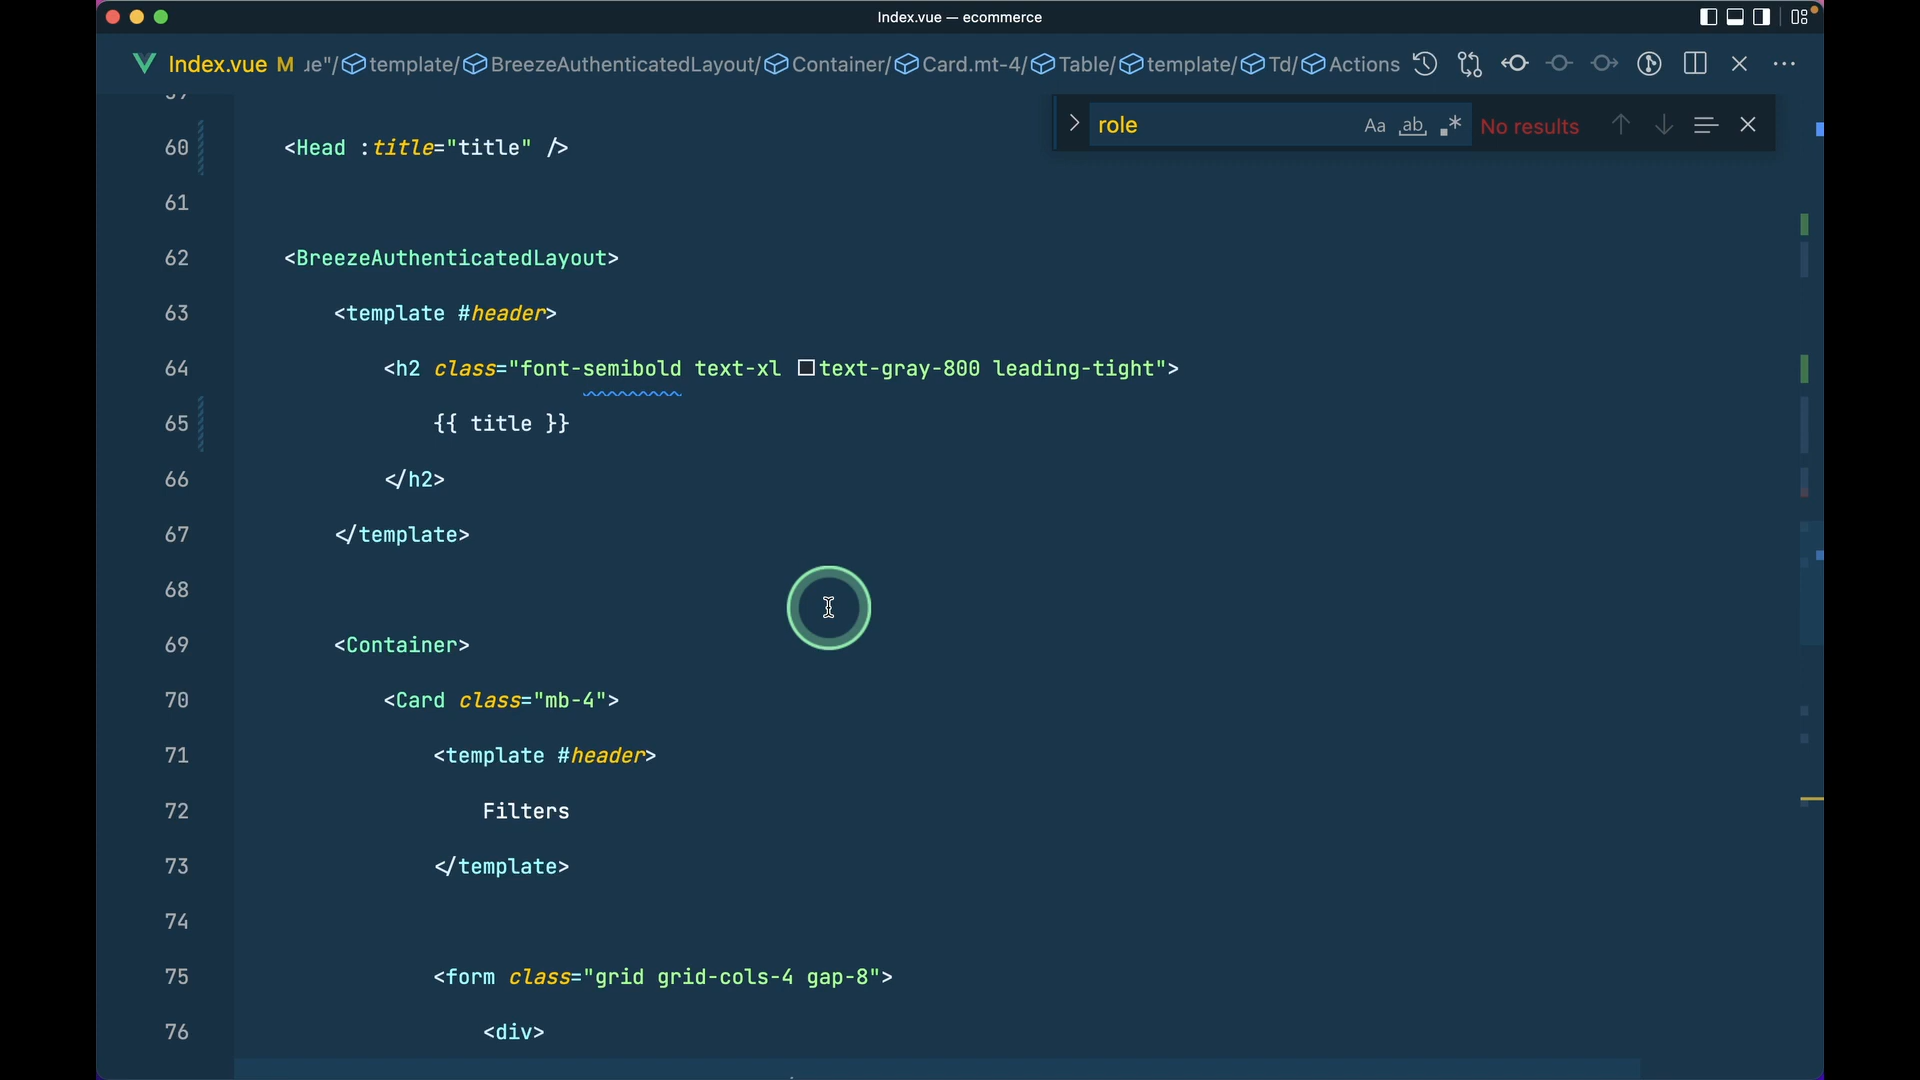 Index.vue — ecommerce
Index.vue M ue"/ template/ BreezeAuthenticatedLayout/ Container/ Card.mt-4/ Table/ template/ Td/ Actions
role Aa ab .* No results
59
60 <Head :title="title" />
61
62 <BreezeAuthenticatedLayout>
63 <template #header>
64 <h2 class="font-semibold text-xl text-gray-800 leading-tight">
65 {{ title }}
66 </h2>
67 </template>
68
69 <Container>
70 <Card class="mb-4">
71 <template #header>
72 Filters
73 </template>
74
75 <form class="grid grid-cols-4 gap-8">
76 <div>